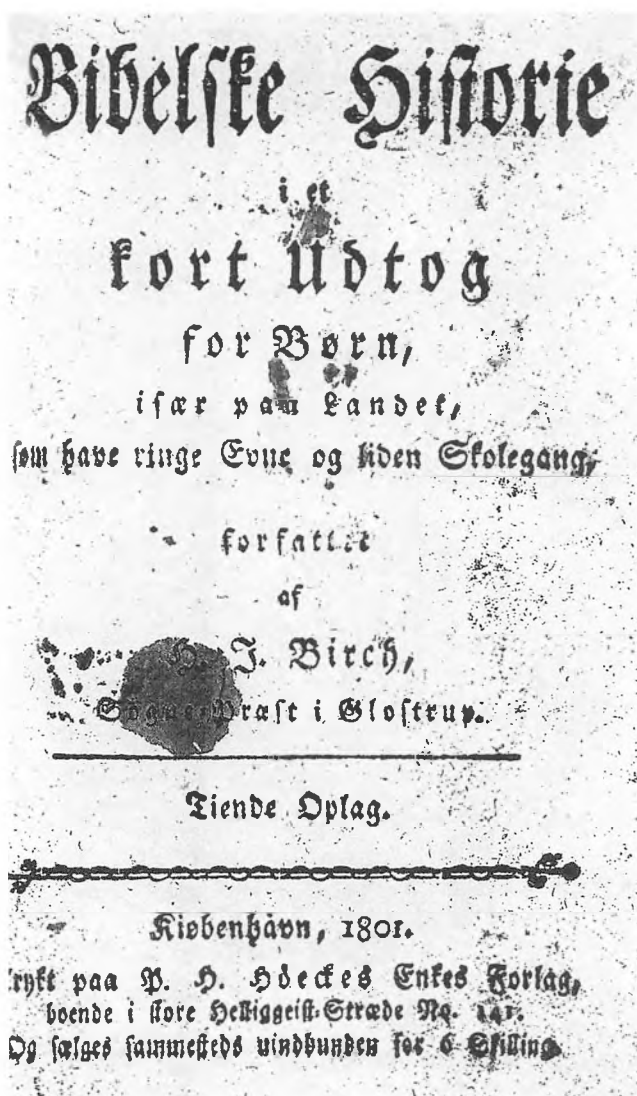 Bibelske Historie
i et
kort Udtog
for Børn,
især paa Landet,
som have ringe Evne og liden Skolegang,
forfattet
af
H. J. Birch,
Sogne-Præst i Glostrup.
Tiende Oplag.
Kiøbenhavn, 1801.
rykt paa P. H. Höeckes Enkes Forlag,
boende i store Helliggeist-Stræde No. 141.
Og sælges sammesteds uindbunden for 6 Skilling.